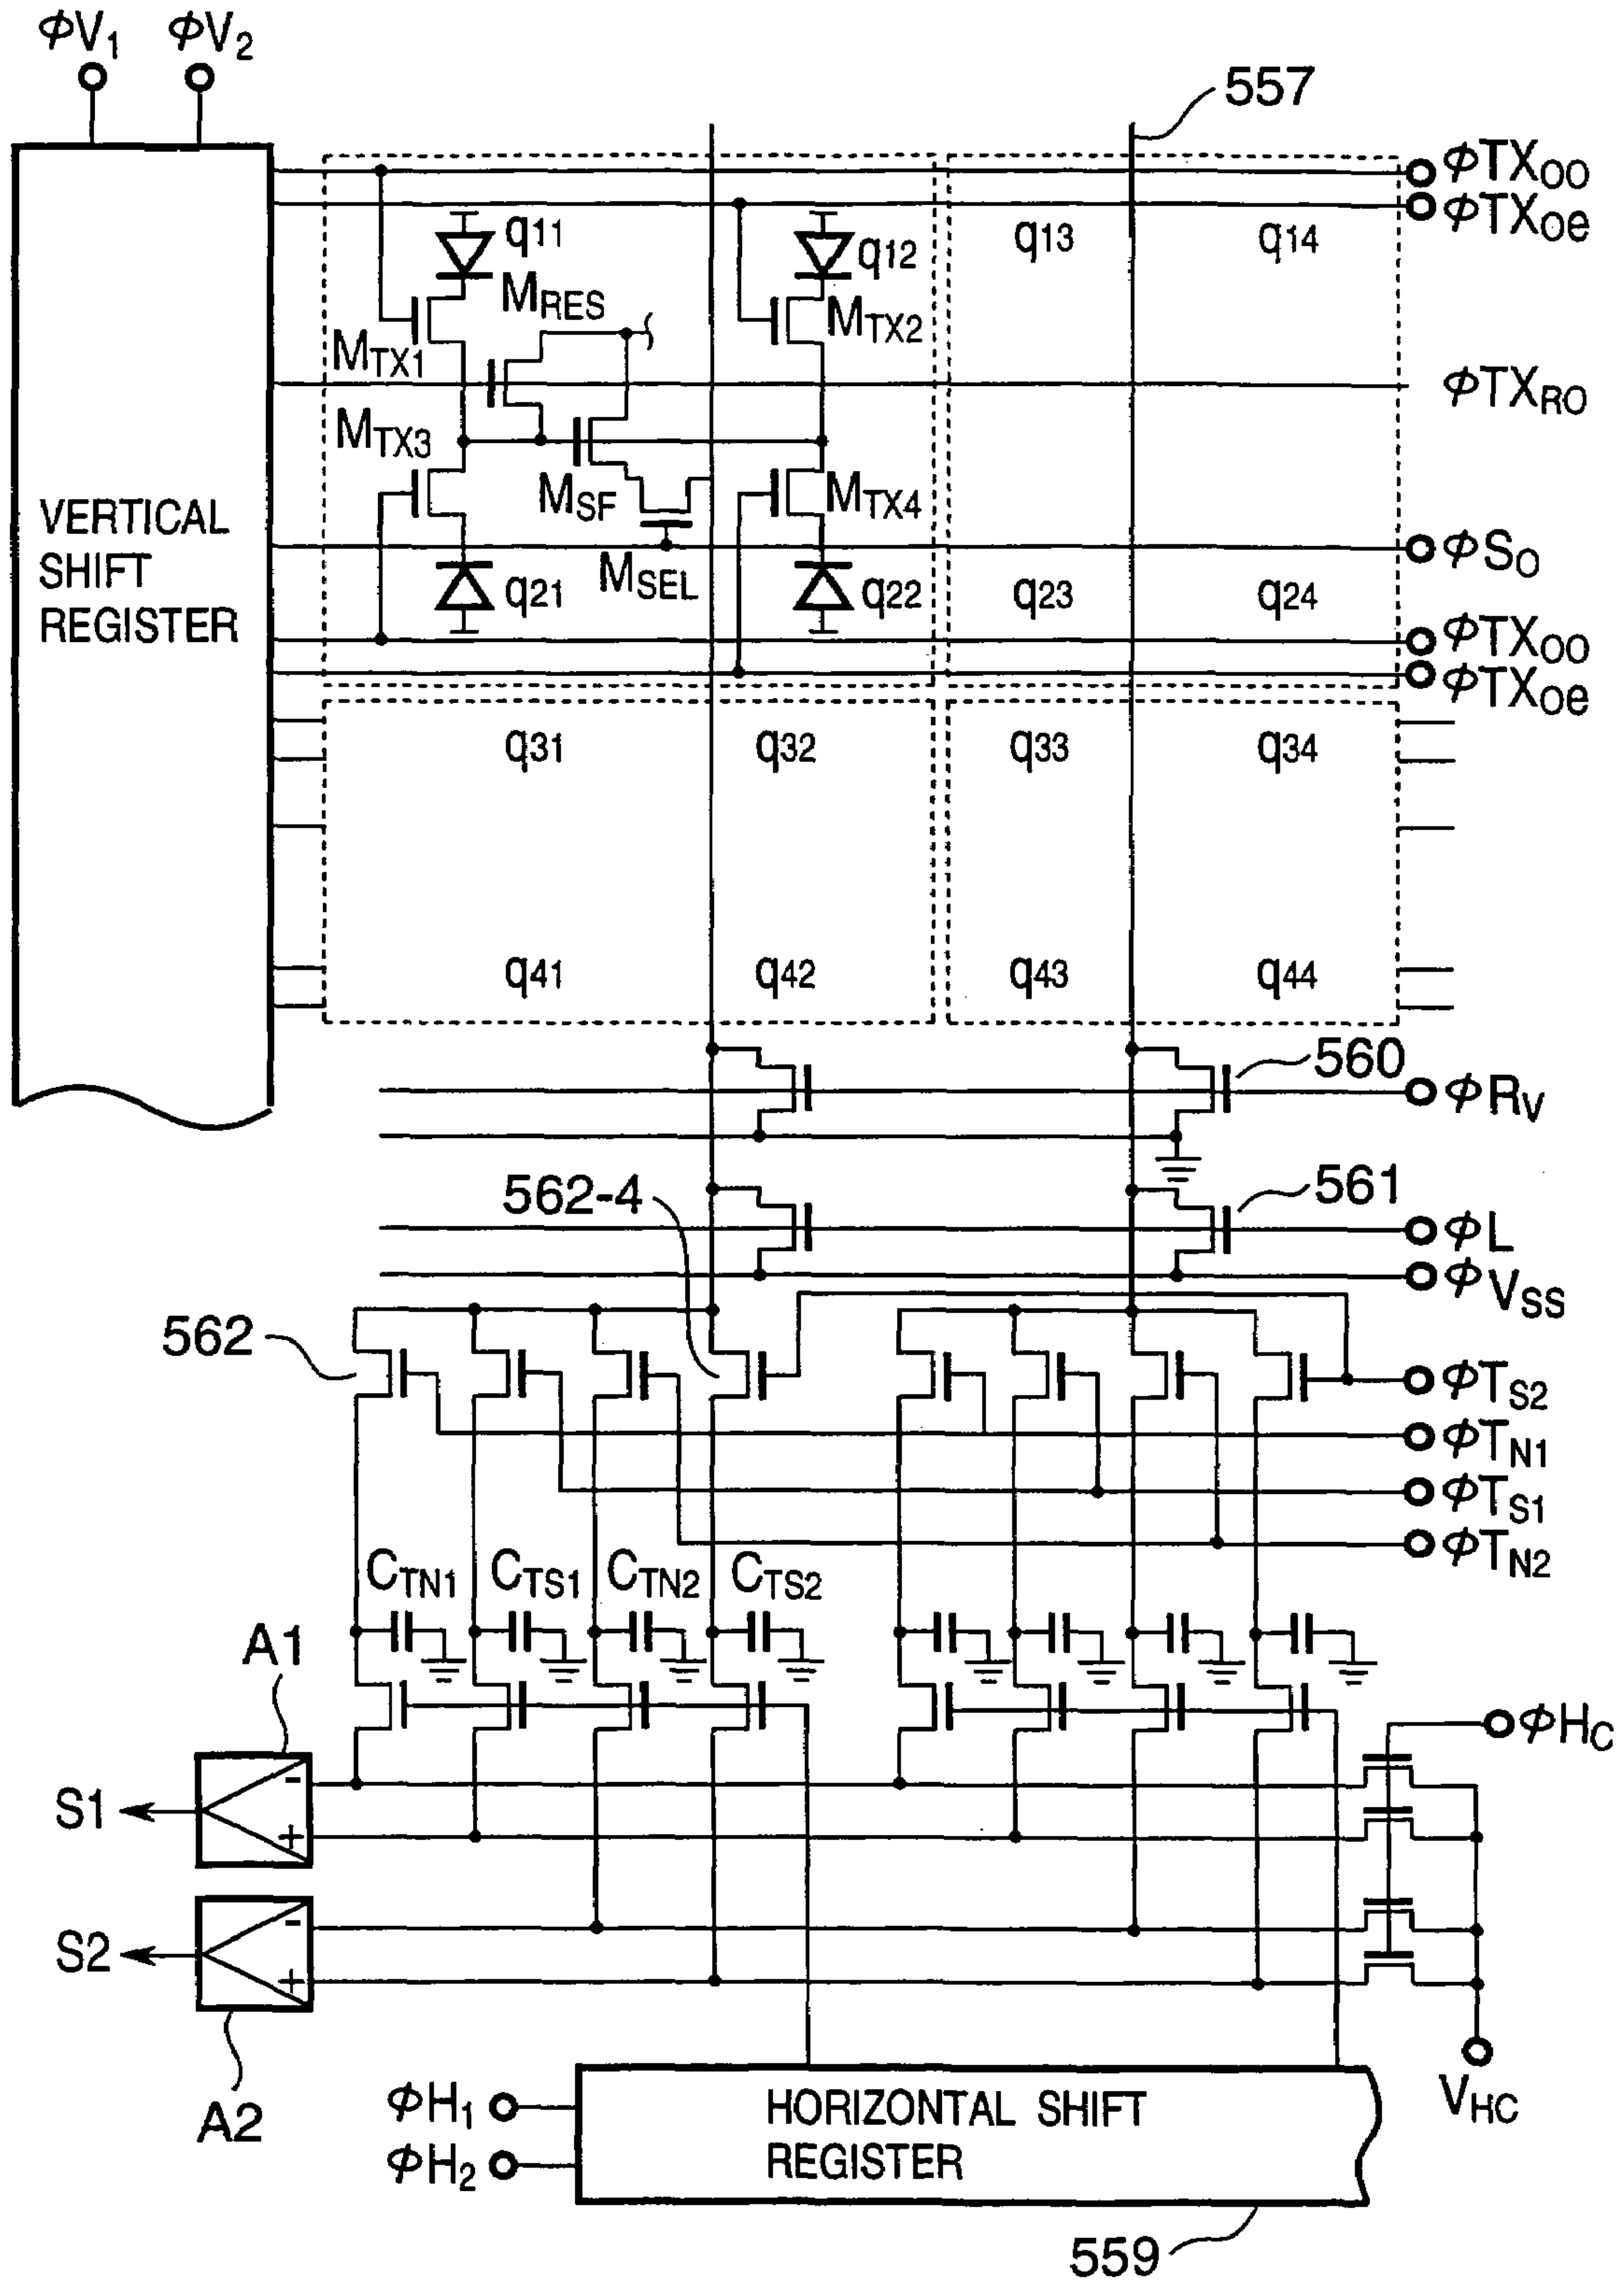 ϕV1 ϕV2
557
ϕTXOO
ϕTXOe
q11 q12 q13 q14
MRES
MTX1 MTX2
ϕTXRO
MTX3
MSF MTX4
VERTICAL
SHIFT
REGISTER
MSEL
ϕSO
q21 q22 q23 q24
ϕTXOO
ϕTXOe
q31 q32 q33 q34
q41 q42 q43 q44
560
ϕRV
562-4 561
ϕL
ϕVSS
562
ϕTS2
ϕTN1
ϕTS1
ϕTN2
CTN1 CTS1 CTN2 CTS2
A1
ϕHC
-
S1
+
-
S2
+
A2
VHC
ϕH1
ϕH2
HORIZONTAL SHIFT
REGISTER
559